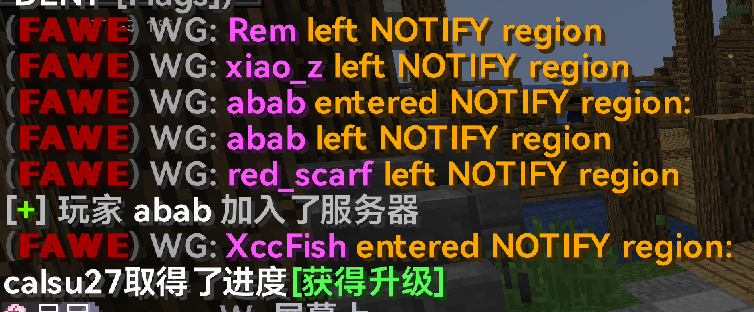 DENY [Flags],
(FAWE) WG: Rem left NOTIFY region
(FAWE) WG: xiao_z left NOTIFY region
(FAWE) WG: abab entered NOTIFY region:
(FAWE) WG: abab left NOTIFY region
(FAWE) WG: red_scarf left NOTIFY region
[+] 玩家 abab 加入了服务器
(FAWE) WG: XccFish entered NOTIFY region:
calsu27取得了进度[获得升级]